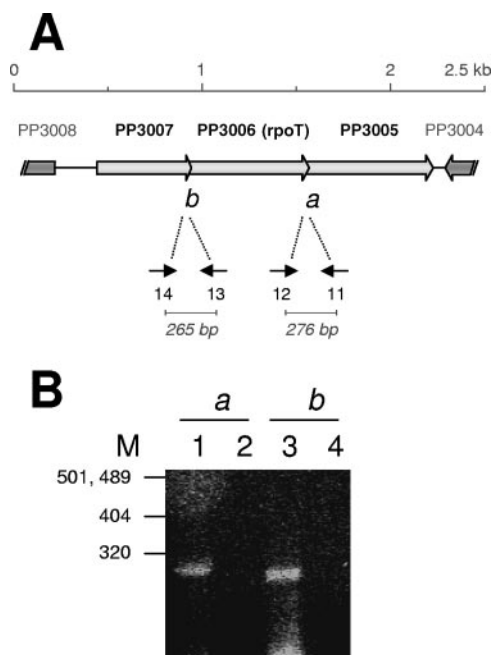 A
0 1 2 2.5 kb
PP3008 PP3007 PP3006 (rpoT) PP3005 PP3004
b a
14 13 12 11
265 bp 276 bp
B
a b
M 1 2 3 4
501, 489
404
320